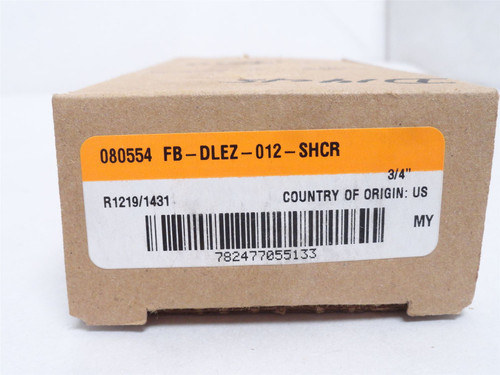 080554 FB-DLEZ-012-SHCR
3/4"
R1219/1431 COUNTRY OF ORIGIN: US
MY
782477055133